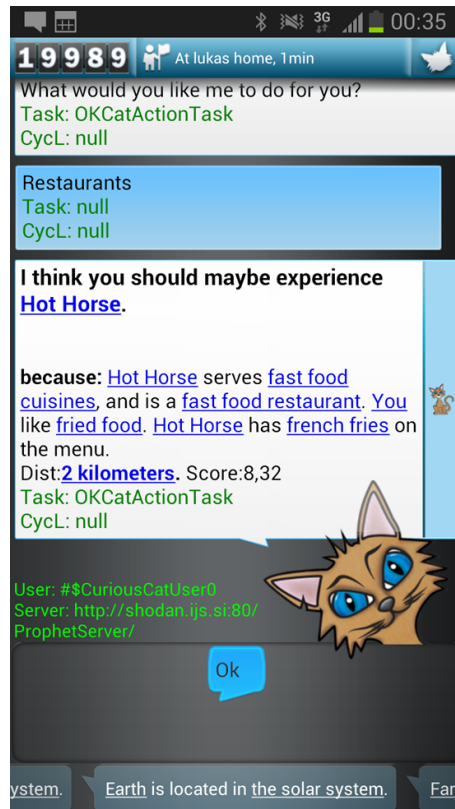 3G 00:35
19989 At lukas home, 1min
What would you like me to do for you?
Task: OKCatActionTask
CycL: null
Restaurants
Task: null
CycL: null
I think you should maybe experience
Hot Horse.
because: Hot Horse serves fast food
cuisines, and is a fast food restaurant. You
like fried food. Hot Horse has french fries on
the menu.
Dist:2 kilometers. Score:8,32
Task: OKCatActionTask
CycL: null
User: #$CuriousCatUser0
Server: http://shodan.ijs.si:80/
ProphetServer/
Ok
ystem. Earth is located in the solar system. Ear